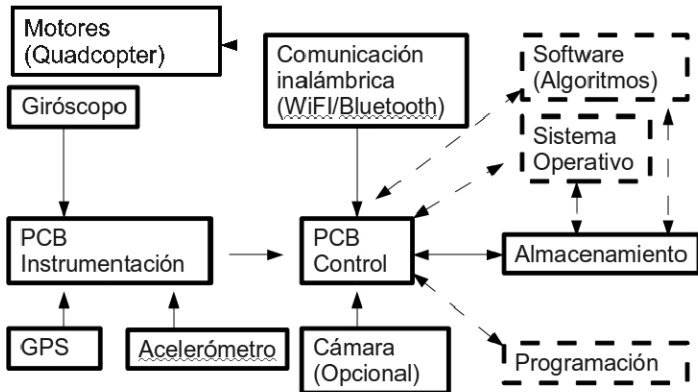 Motores
(Quadcopter)
Comunicación
inalámbrica
(WiFI/Bluetooth)
Software
(Algoritmos)
Giróscopo
Sistema
Operativo
PCB
Instrumentación
PCB
Control
Almacenamiento
GPS
Acelerómetro
Cámara
(Opcional)
Programación